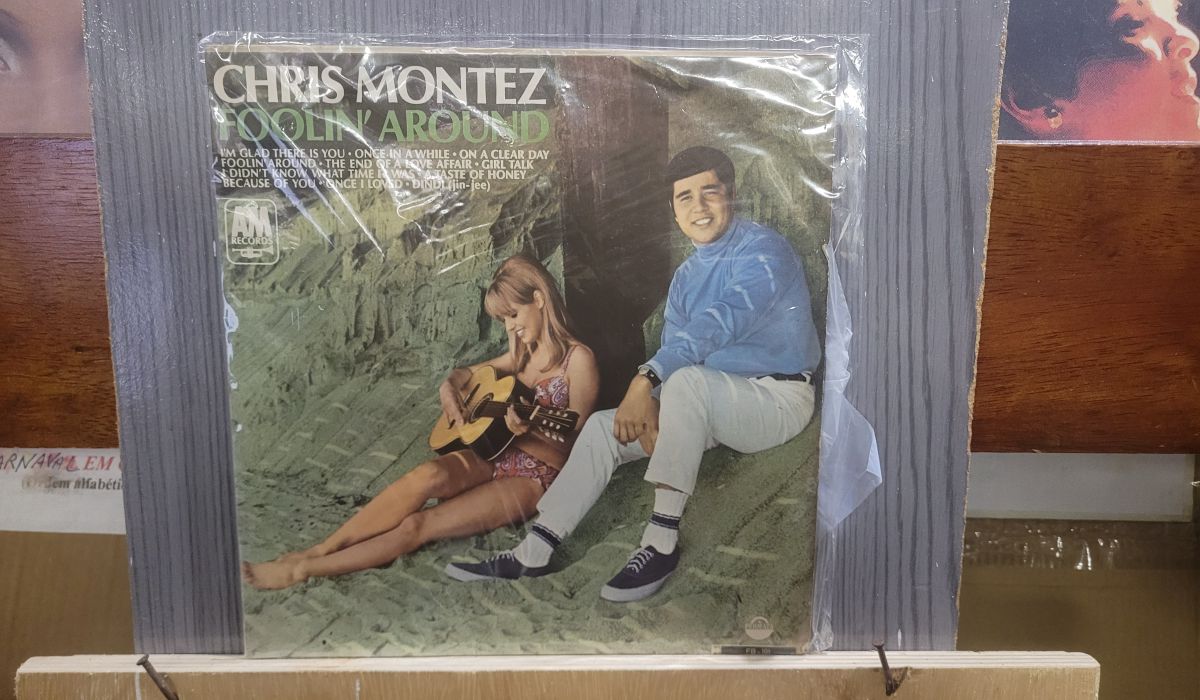 CHRIS MONTEZ
FOOLIN' AROUND
I'M GLAD THERE IS YOU • ONCE IN A WHILE • ON A CLEAR DAY
FOOLIN' AROUND • THE END OF A LOVE AFFAIR • GIRL TALK
I DIDN'T KNOW WHAT TIME IT WAS • A TASTE OF HONEY
BECAUSE OF YOU • ONCE I LOVED • DINDI (jin-jee)
A&M
RECORDS
ARNAVAL EM
Ordem alfabéti
FB - 101